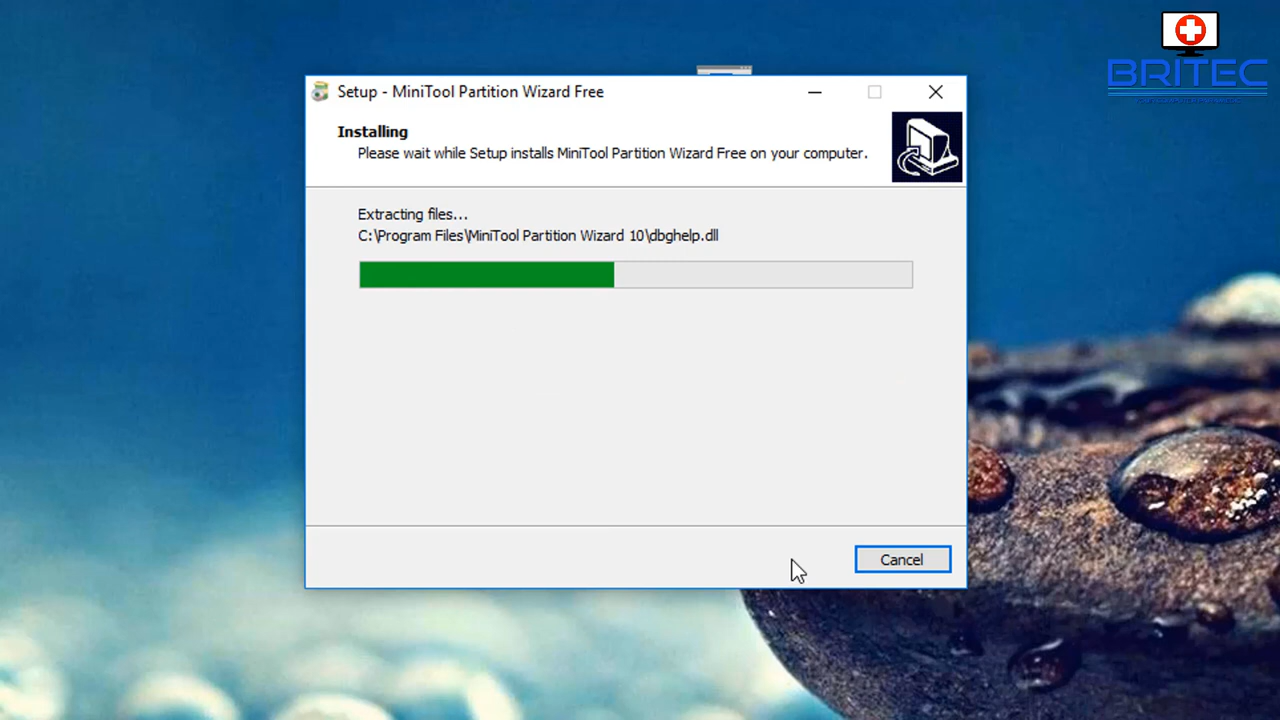 BRITEC
Setup - MiniTool Partition Wizard Free
Installing
Please wait while Setup installs MiniTool Partition Wizard Free on your computer.
Extracting files...
C:\Program Files\MiniTool Partition Wizard 10\dbghelp.dll
Cancel